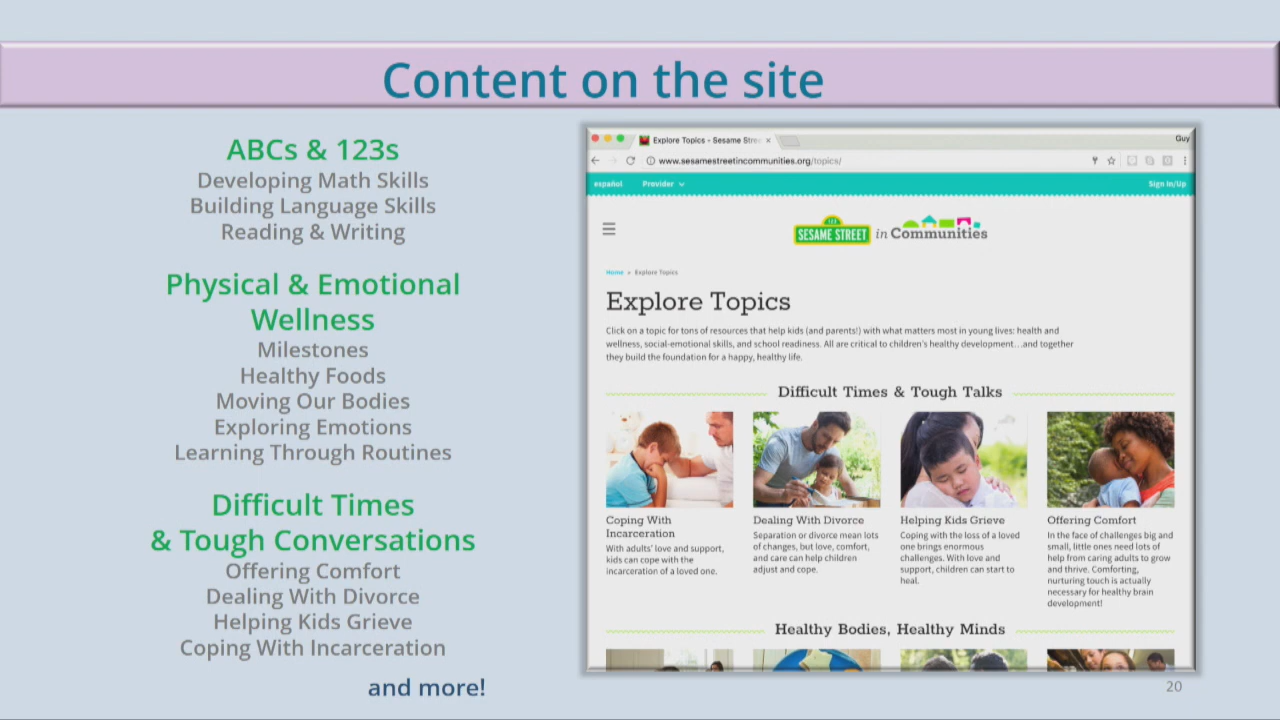 Content on the site
ABCs & 123s
Developing Math Skills
Building Language Skills
Reading & Writing
Physical & Emotional
Wellness
Milestones
Healthy Foods
Moving Our Bodies
Exploring Emotions
Learning Through Routines
Difficult Times
& Tough Conversations
Offering Comfort
Dealing With Divorce
Helping Kids Grieve
Coping With Incarceration
and more!
Explore Topics - Sesame Stre
Guy
www.sesamestreetincommunities.org/topics/
español Provider Sign In/Up
123
SESAME STREET in Communities
Home » Explore Topics
Explore Topics
Click on a topic for tons of resources that help kids (and parents!) with what matters most in young lives: health and
wellness, social-emotional skills, and school readiness. All are critical to children's healthy development…and together
they build the foundation for a happy, healthy life.
Difficult Times & Tough Talks
Coping With
Incarceration
With adults' love and support,
kids can cope with the
incarceration of a loved one.
Dealing With Divorce
Separation or divorce mean lots
of changes, but love, comfort,
and care can help children
adjust and cope.
Helping Kids Grieve
Coping with the loss of a loved
one brings enormous
challenges. With love and
support, children can start to
heal.
Offering Comfort
In the face of challenges big and
small, little ones need lots of
help from caring adults to grow
and thrive. Comforting,
nurturing touch is actually
necessary for healthy brain
development!
Healthy Bodies, Healthy Minds
20